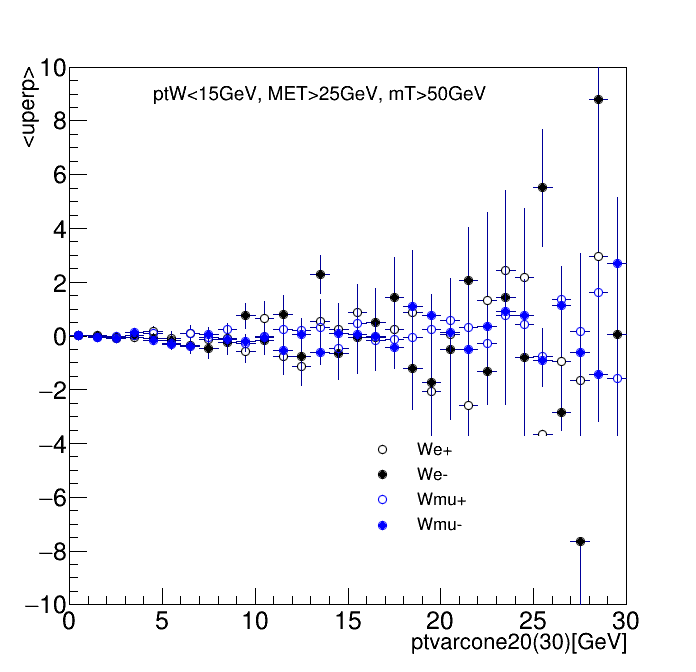 ptW<15GeV, MET>25GeV, mT>50GeV
<uperp>
10
8
6
4
2
0
−2
−4
−6
−8
−10
We+
We-
Wmu+
Wmu-
0 5 10 15 20 25 30
ptvarcone20(30)[GeV]